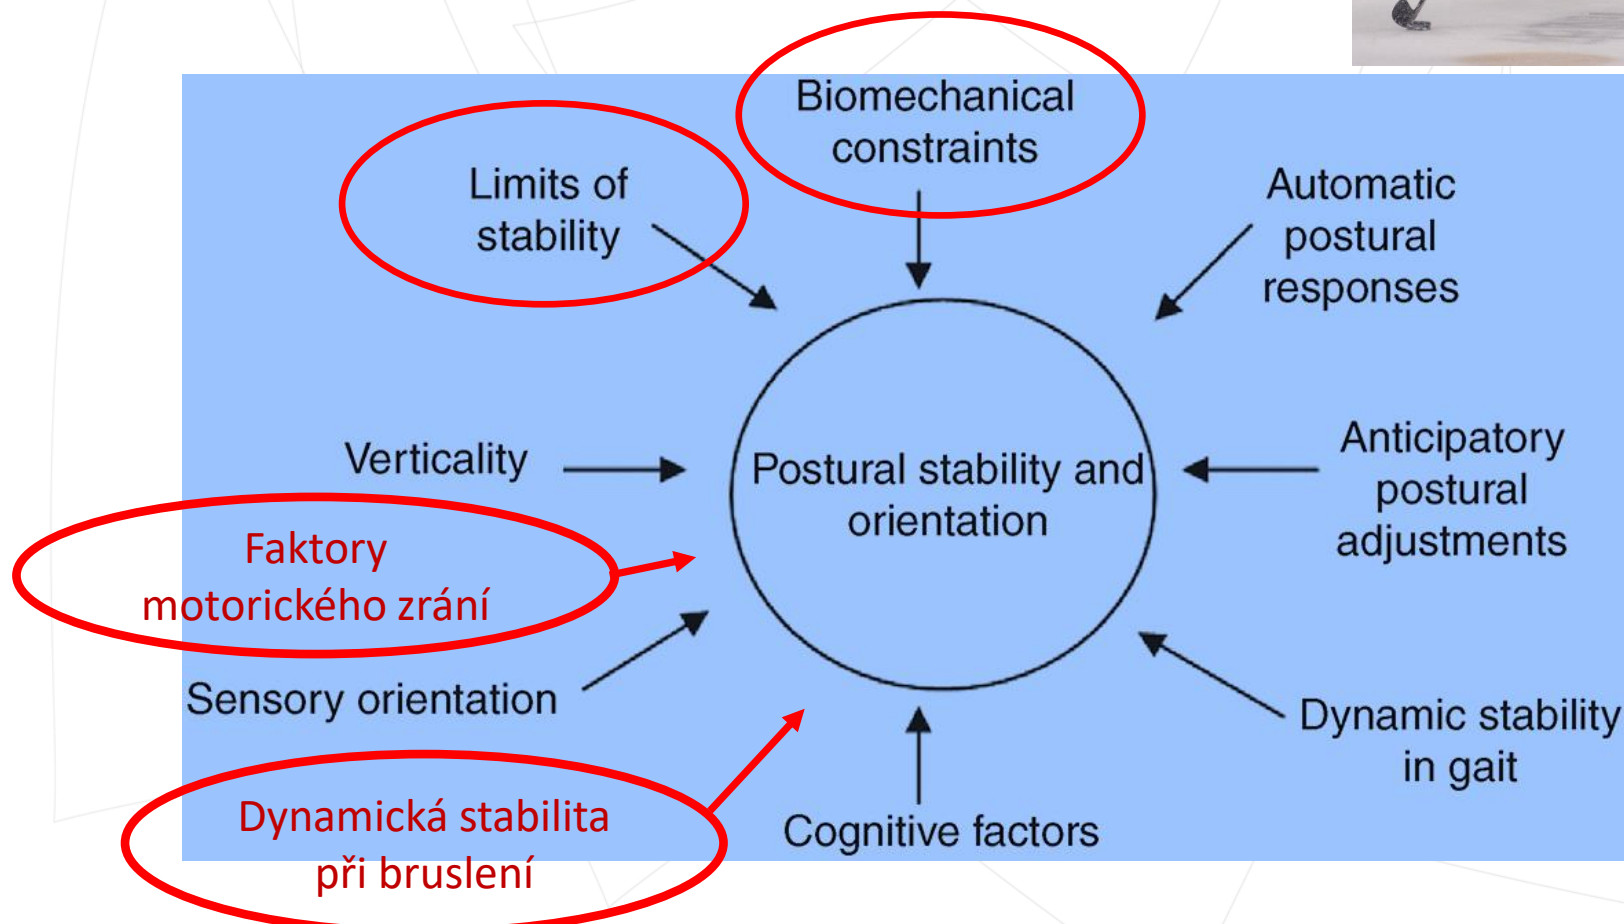 Biomechanical
constraints
Limits of
stability
Automatic
postural
responses
Verticality
Postural stability and
orientation
Anticipatory
postural
adjustments
Faktory
motorického zrání
Sensory orientation
Dynamic stability
in gait
Dynamická stabilita
při bruslení
Cognitive factors